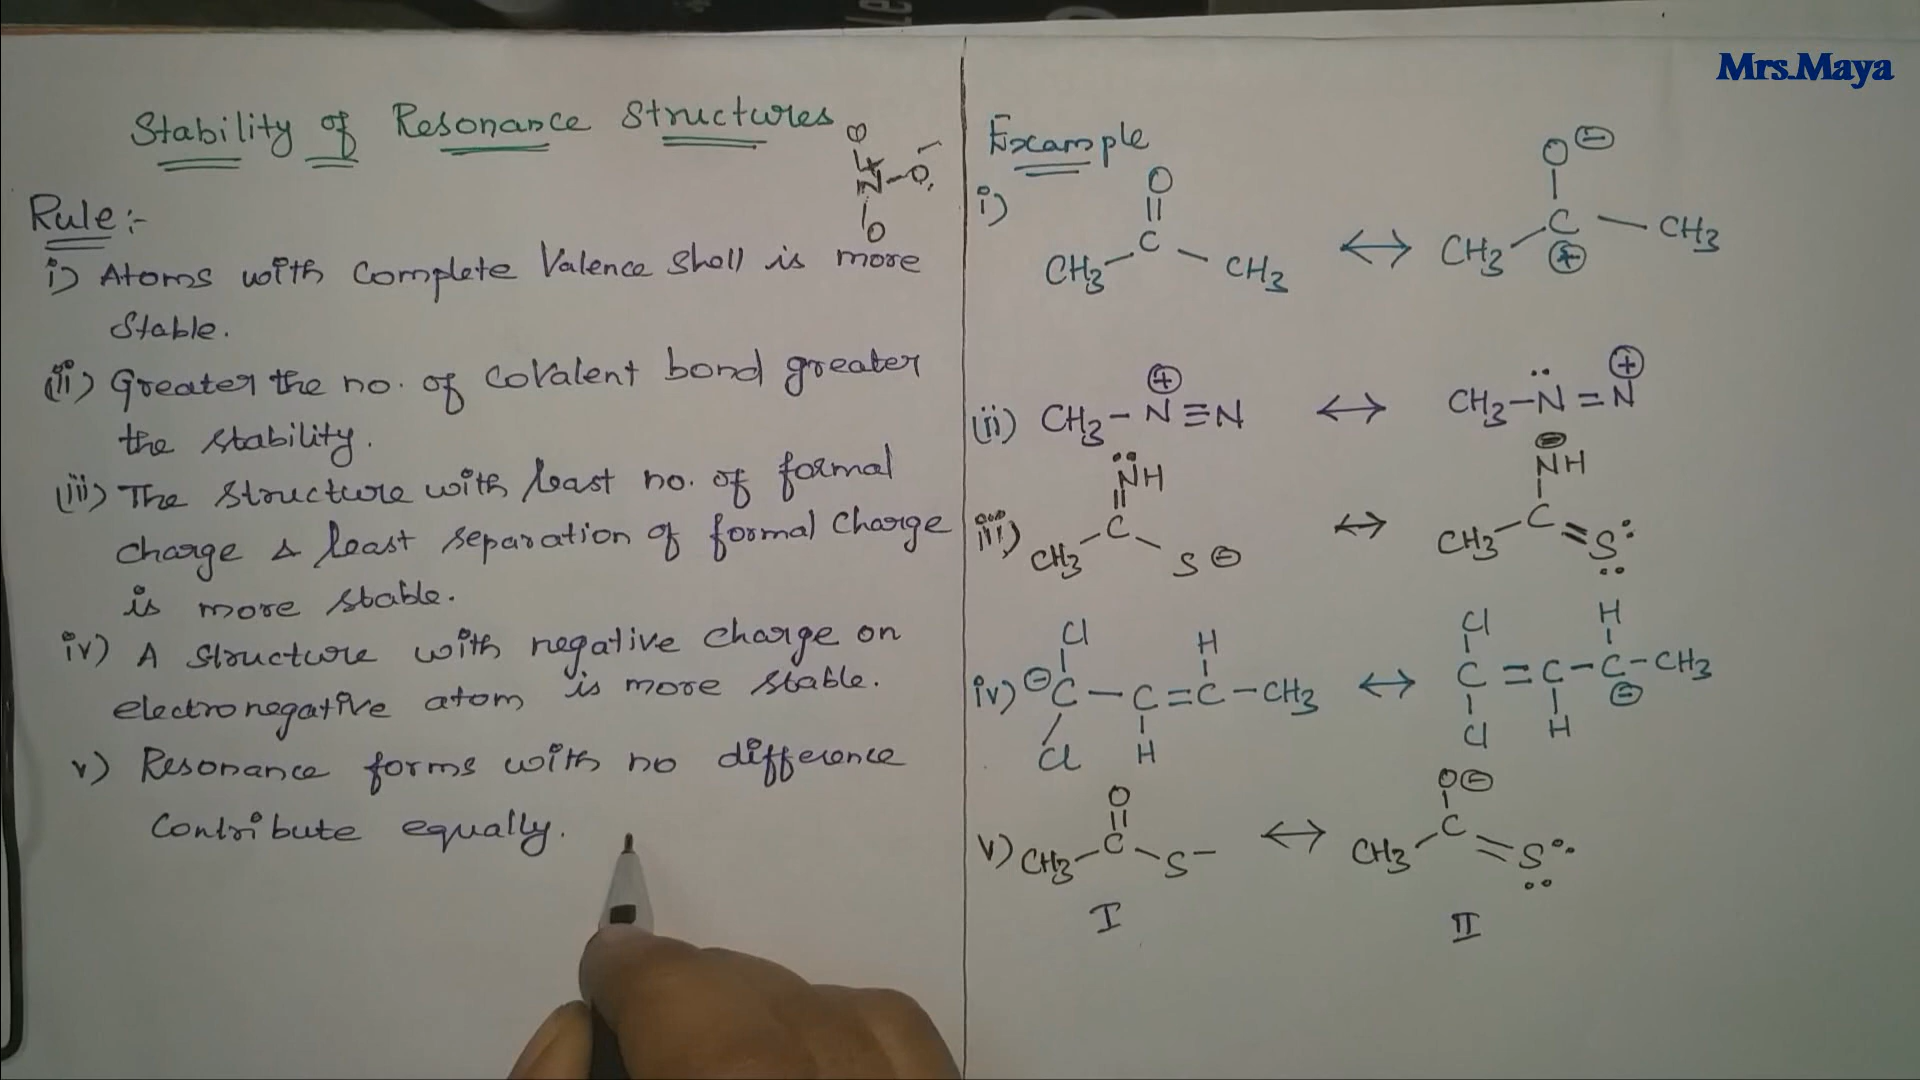 Mrs.Maya
Stability of Resonance Structures
O
N+-O:-
O
Rule :-
i) Atoms with complete Valence Shell is more
Stable.
(ii) Greater the no. of covalent bond greater
the stability.
(iii) The structure with least no. of formal
charge & least separation of formal charge
is more stable.
iv) A structure with negative charge on
electronegative atom is more stable.
v) Resonance forms with no difference
Contribute equally.
Example
i)
O
||
C
CH3 CH3
↔
O ⊖
|
C
CH3 ⊕ CH3
(ii) CH3 - N⊕ ≡ N ↔ CH3 - N̈ = N⊕
iii)
N̈H
||
C
CH3 S ⊖
↔
⊖
NH
|
C
CH3 S:
iv)
Cl H
⊖ C - C = C - CH3
Cl H
↔
Cl H
C = C - C - CH3
Cl H ⊖
v)
O
||
C
CH3 S -
I
↔
O ⊖
|
C
CH3 S:
II